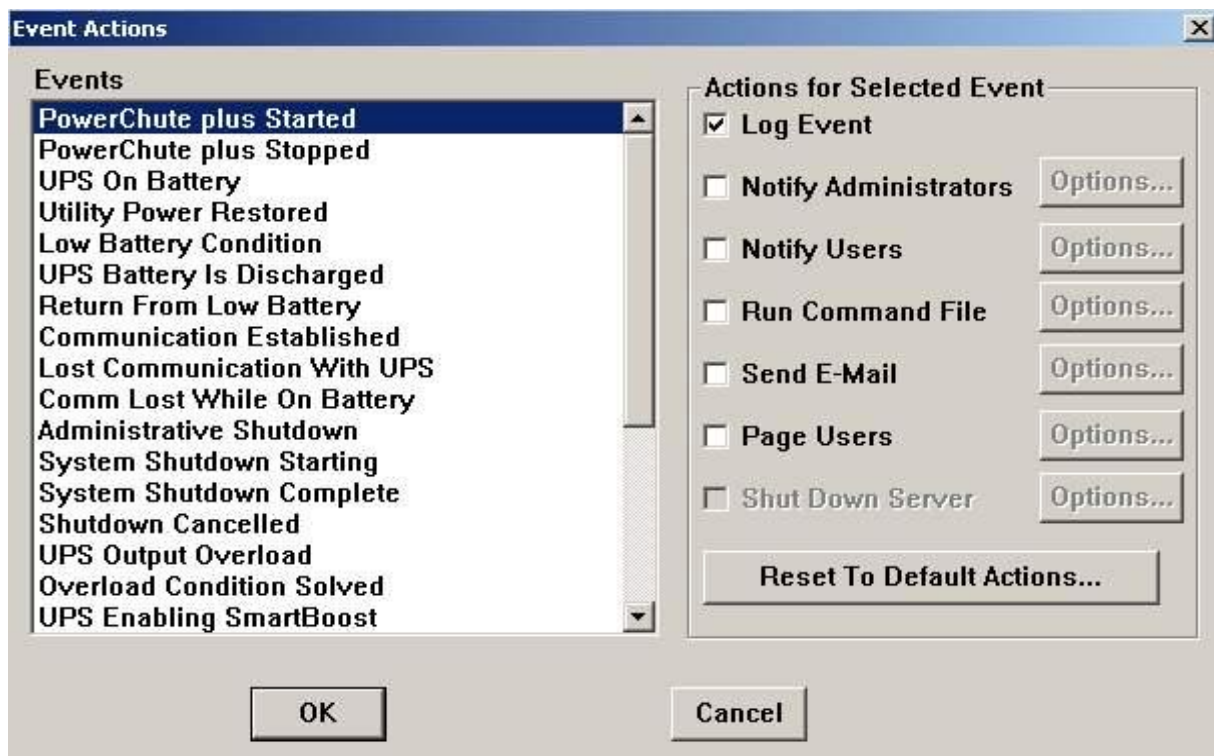 Event Actions
Events
PowerChute plus Started
PowerChute plus Stopped
UPS On Battery
Utility Power Restored
Low Battery Condition
UPS Battery Is Discharged
Return From Low Battery
Communication Established
Lost Communication With UPS
Comm Lost While On Battery
Administrative Shutdown
System Shutdown Starting
System Shutdown Complete
Shutdown Cancelled
UPS Output Overload
Overload Condition Solved
UPS Enabling SmartBoost
Actions for Selected Event
Log Event
Notify Administrators Options...
Notify Users Options...
Run Command File Options...
Send E-Mail Options...
Page Users Options...
Shut Down Server Options...
Reset To Default Actions...
OK Cancel